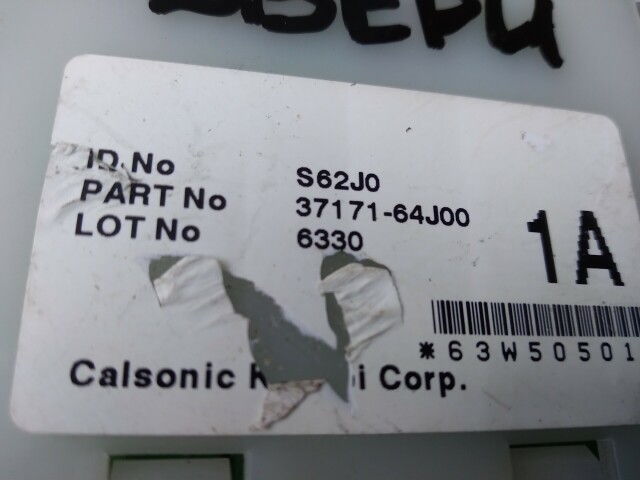 ID.No S62J0
PART No 37171-64J00
LOT No 6330
1A
*63W50501
Calsonic K i Corp.